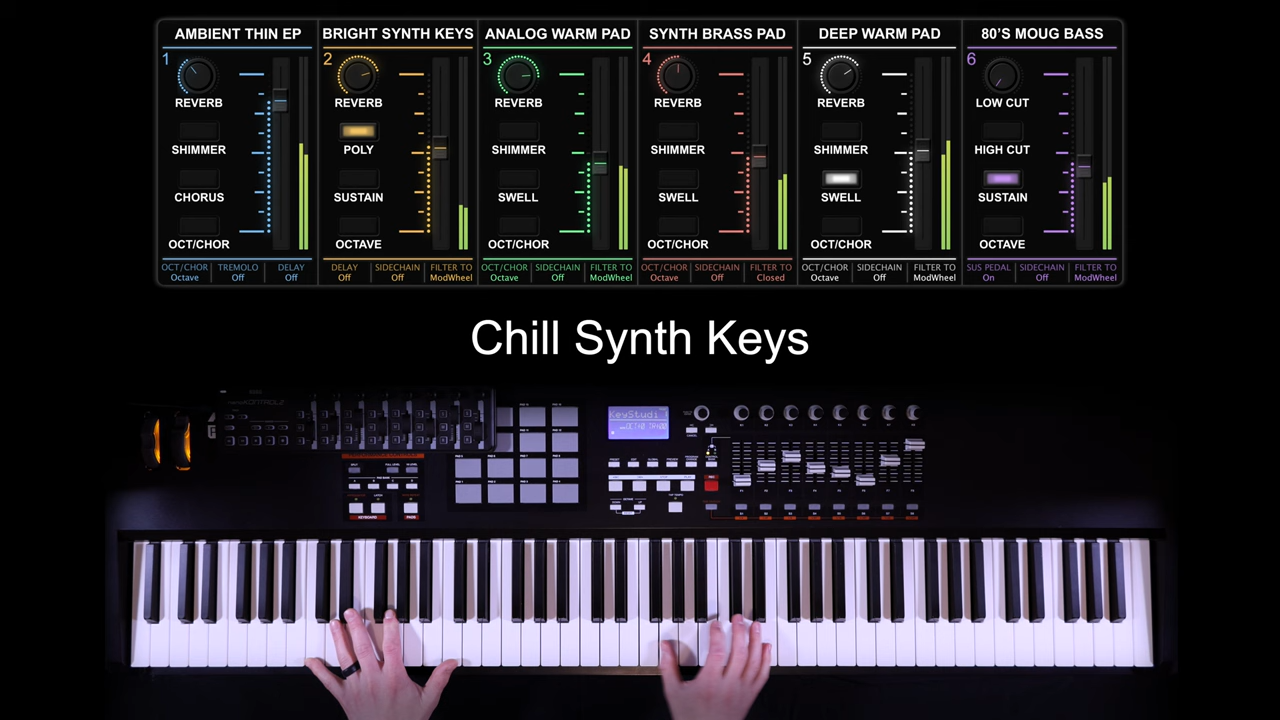 AMBIENT THIN EP
1
REVERB
SHIMMER
CHORUS
OCT/CHOR
OCT/CHOR TREMOLO DELAY
Octave Off Off
BRIGHT SYNTH KEYS
2
REVERB
POLY
SUSTAIN
OCTAVE
DELAY SIDECHAIN FILTER TO
Off Off ModWheel
ANALOG WARM PAD
3
REVERB
SHIMMER
SWELL
OCT/CHOR
OCT/CHOR SIDECHAIN FILTER TO
Octave Off ModWheel
SYNTH BRASS PAD
4
REVERB
SHIMMER
SWELL
OCT/CHOR
OCT/CHOR SIDECHAIN FILTER TO
Octave Off Closed
DEEP WARM PAD
5
REVERB
SHIMMER
SWELL
OCT/CHOR
OCT/CHOR SIDECHAIN FILTER TO
Octave Off ModWheel
80'S MOUG BASS
6
LOW CUT
HIGH CUT
SUSTAIN
OCTAVE
SUS PEDAL SIDECHAIN FILTER TO
On Off ModWheel
Chill Synth Keys
KeyStudi